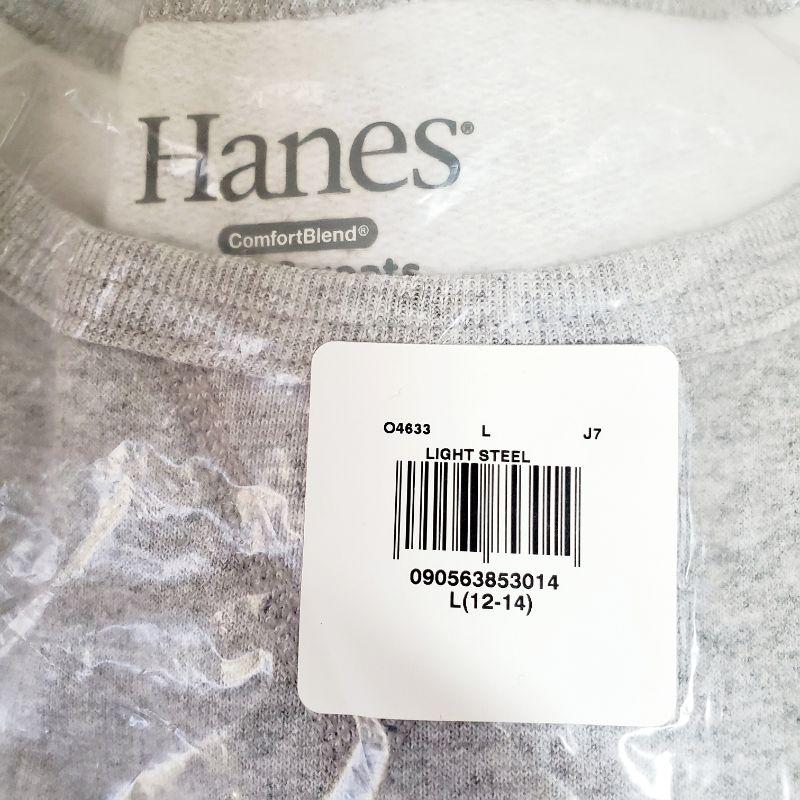 Hanes®
ComfortBlend®
O4633 L J7
LIGHT STEEL
090563853014
L(12-14)